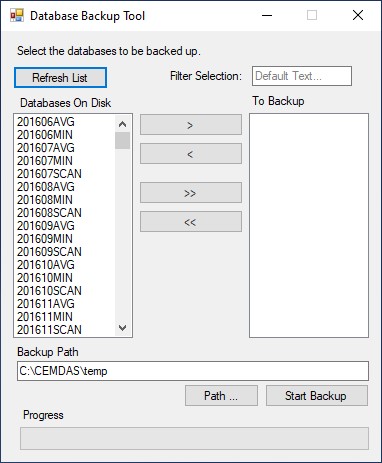 Database Backup Tool
Select the databases to be backed up.
Refresh List
Filter Selection:
Default Text...
Databases On Disk
To Backup
201606AVG
201606MIN
201607AVG
201607MIN
201607SCAN
201608AVG
201608MIN
201608SCAN
201609AVG
201609MIN
201609SCAN
201610AVG
201610MIN
201610SCAN
201611AVG
201611MIN
201611SCAN
>
<
>>
<<
Backup Path
C:\CEMDAS\temp
Path ...
Start Backup
Progress